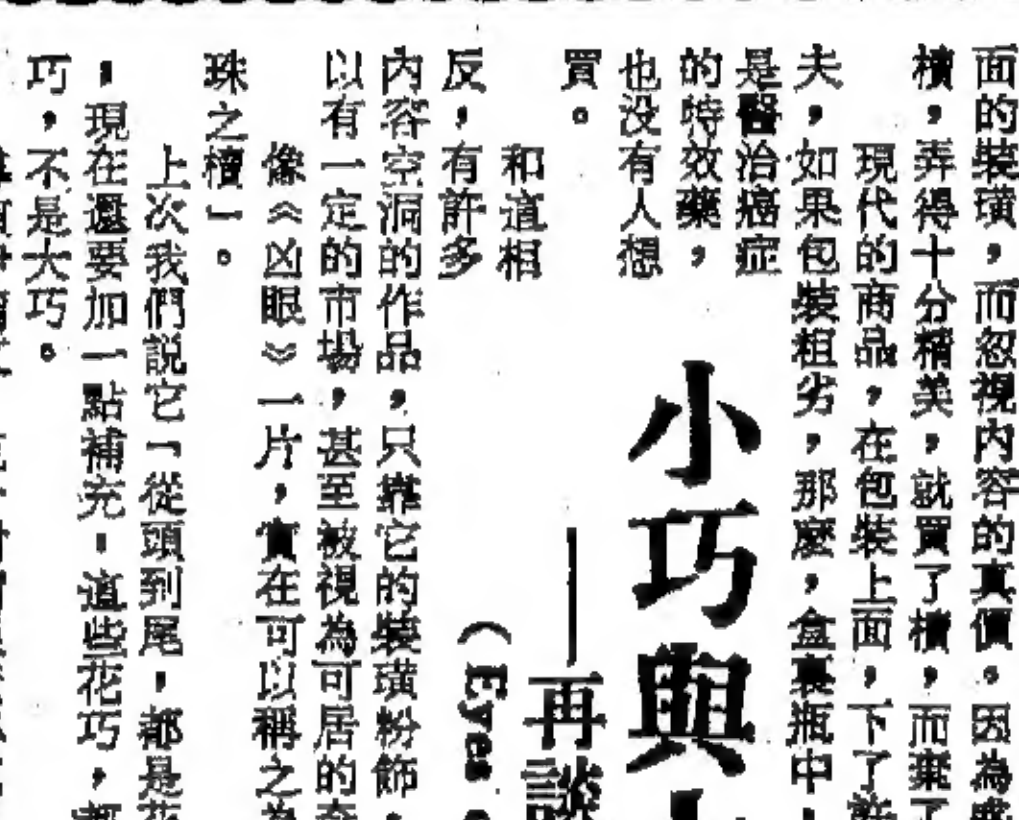 面的裝璜，而忽視內容的真價。因為
櫝，弄得十分精美，就買了櫝，而棄了
現代的商品，在包裝上面，下了許
夫，如果包裝粗劣，那麼，盒裏瓶中，
是醫治癌症
的特效藥，
也没有人想
買。
小巧與
——再談
（Eyes
和這相
反，有許多
內容空洞的作品，只靠它的裝璜粉飾，
以有一定的市場，甚至被視為可居的奇
像《凶眼》一片，實在可以稱之為
珠之櫝」。
上次我們説它「從頭到尾，都是花
，現在還要加一點補充，這些花巧，都
巧，不是大巧。